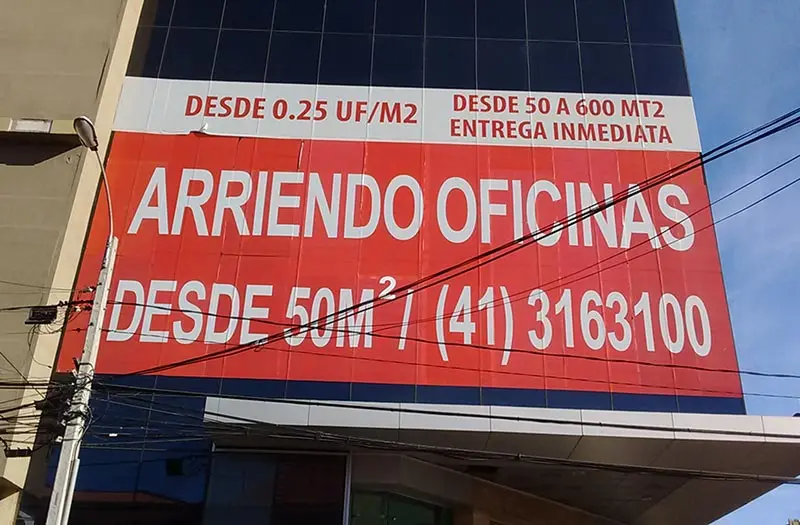 DESDE 0.25 UF/M2
DESDE 50 A 600 MT2
ENTREGA INMEDIATA
ARRIENDO OFICINAS
DESDE 50M² / (41) 3163100